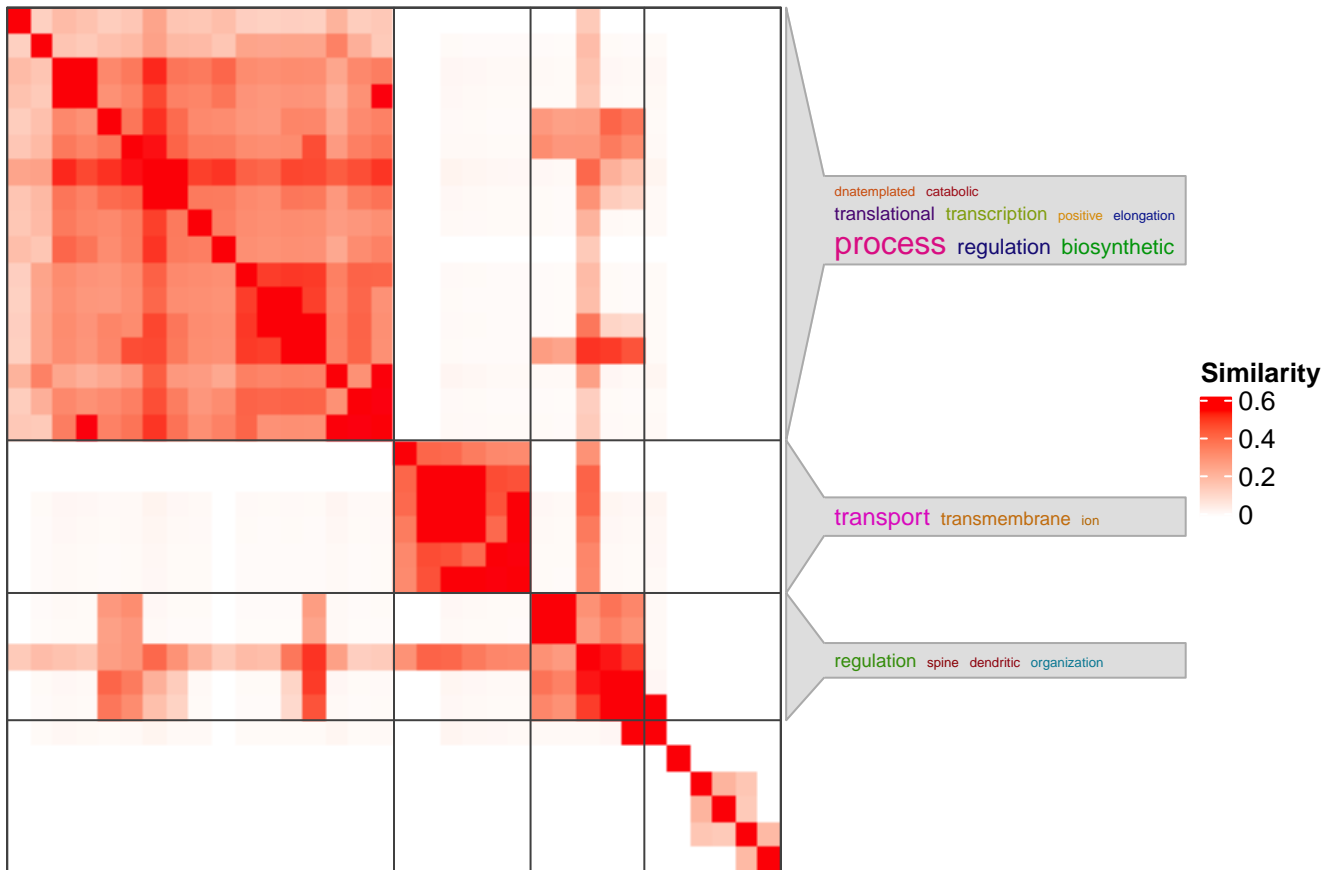 dnatemplated catabolic
translational transcription positive elongation
process regulation biosynthetic
Similarity
0.6
0.4
0.2
0
transport transmembrane ion
regulation spine dendritic organization